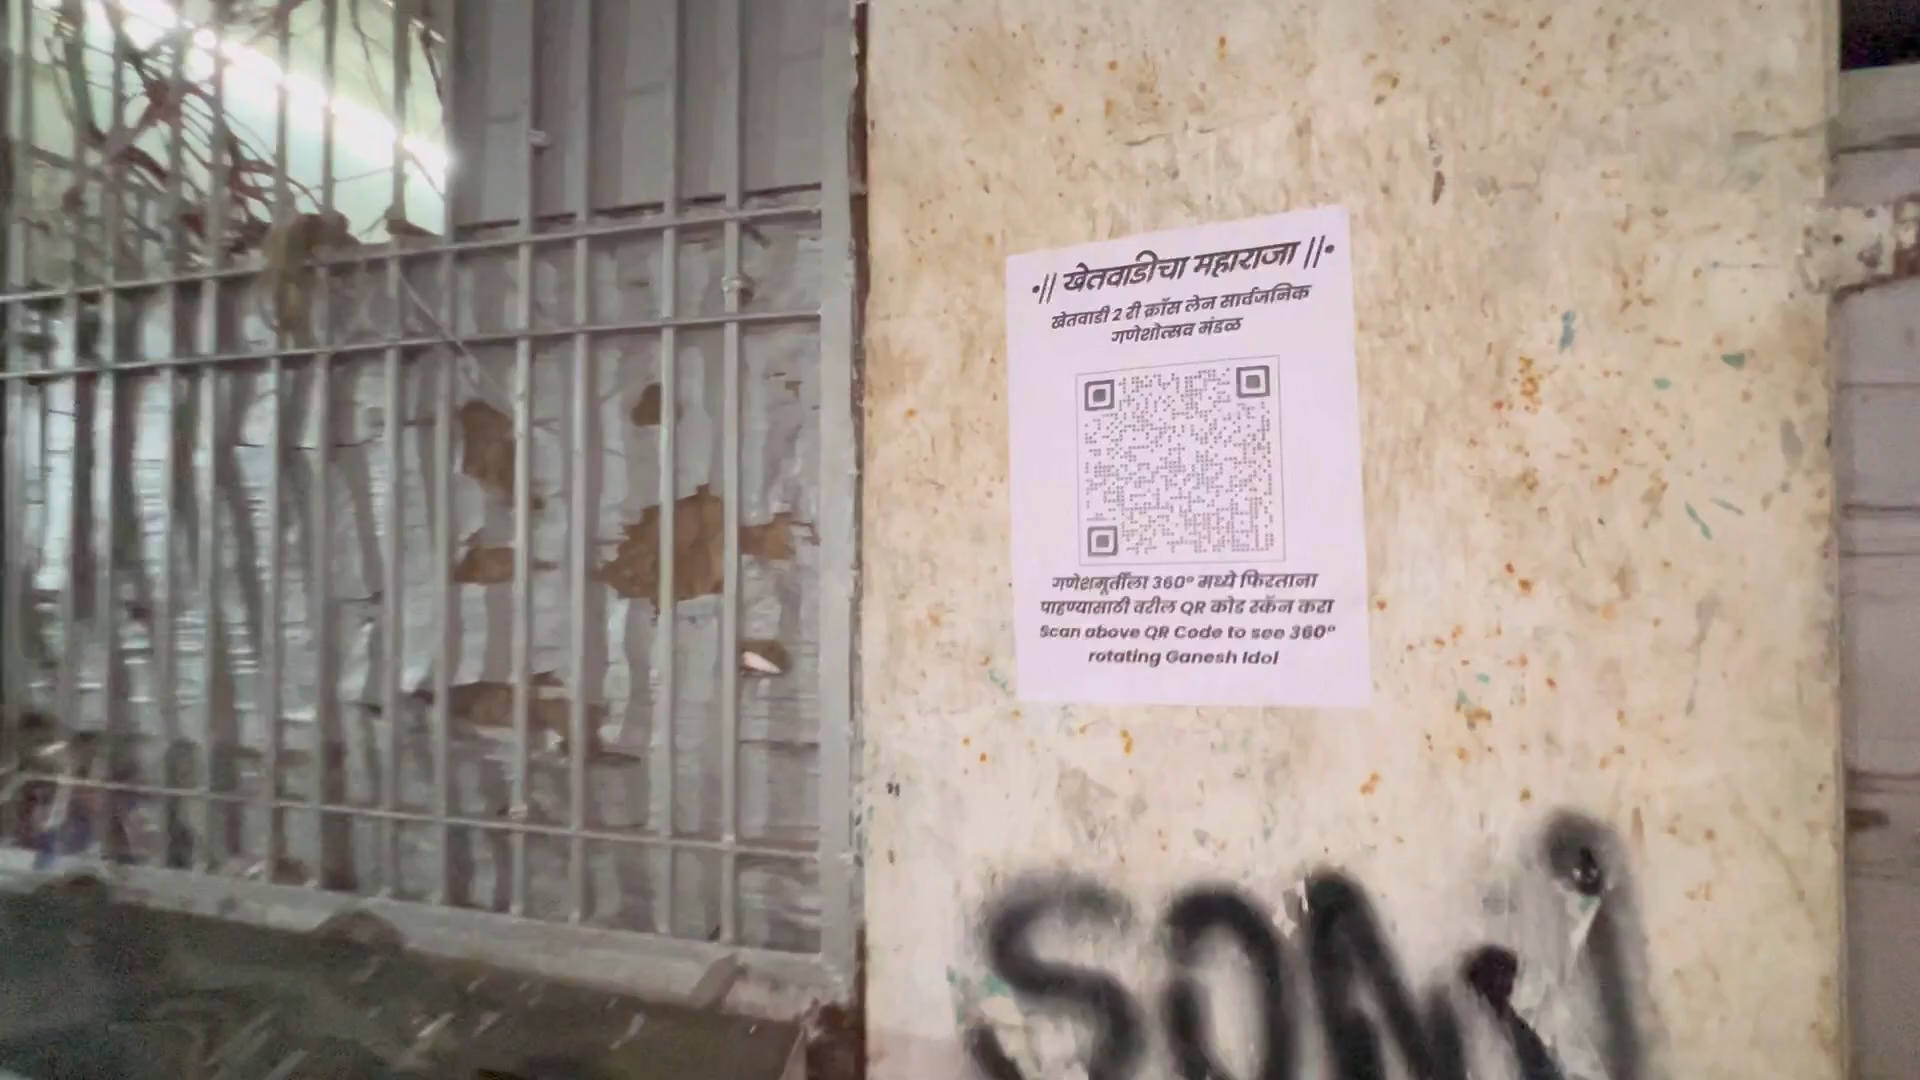 •|| खेतवाडीचा महाराजा ||•
खेतवाडी 2 री क्रॉस लेन सार्वजनिक
गणेशोत्सव मंडळ
गणेशमूर्तीला 360° मध्ये फिरताना
पाहण्यासाठी वरील QR कोड स्कॅन करा
Scan above QR Code to see 360°
rotating Ganesh Idol